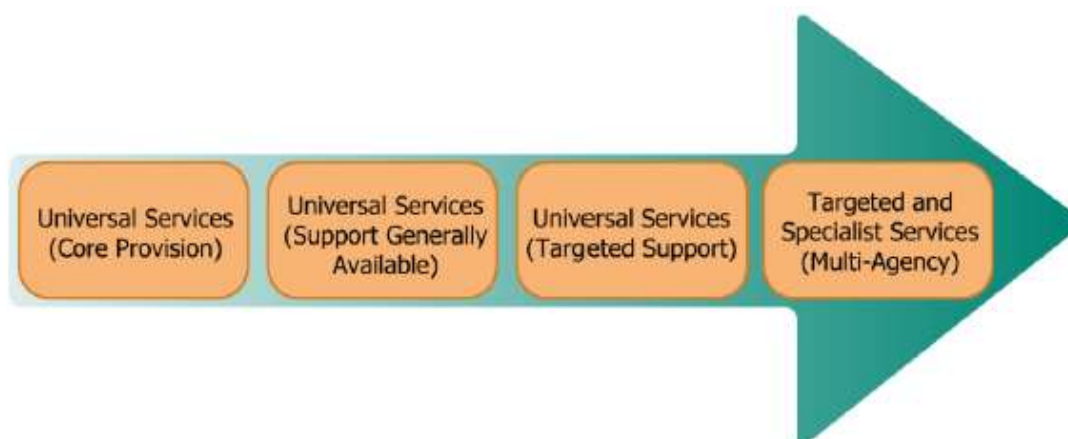 Universal Services
(Core Provision)
Universal Services
(Support Generally
Available)
Universal Services
(Targeted Support)
Targeted and
Specialist Services
(Multi-Agency)